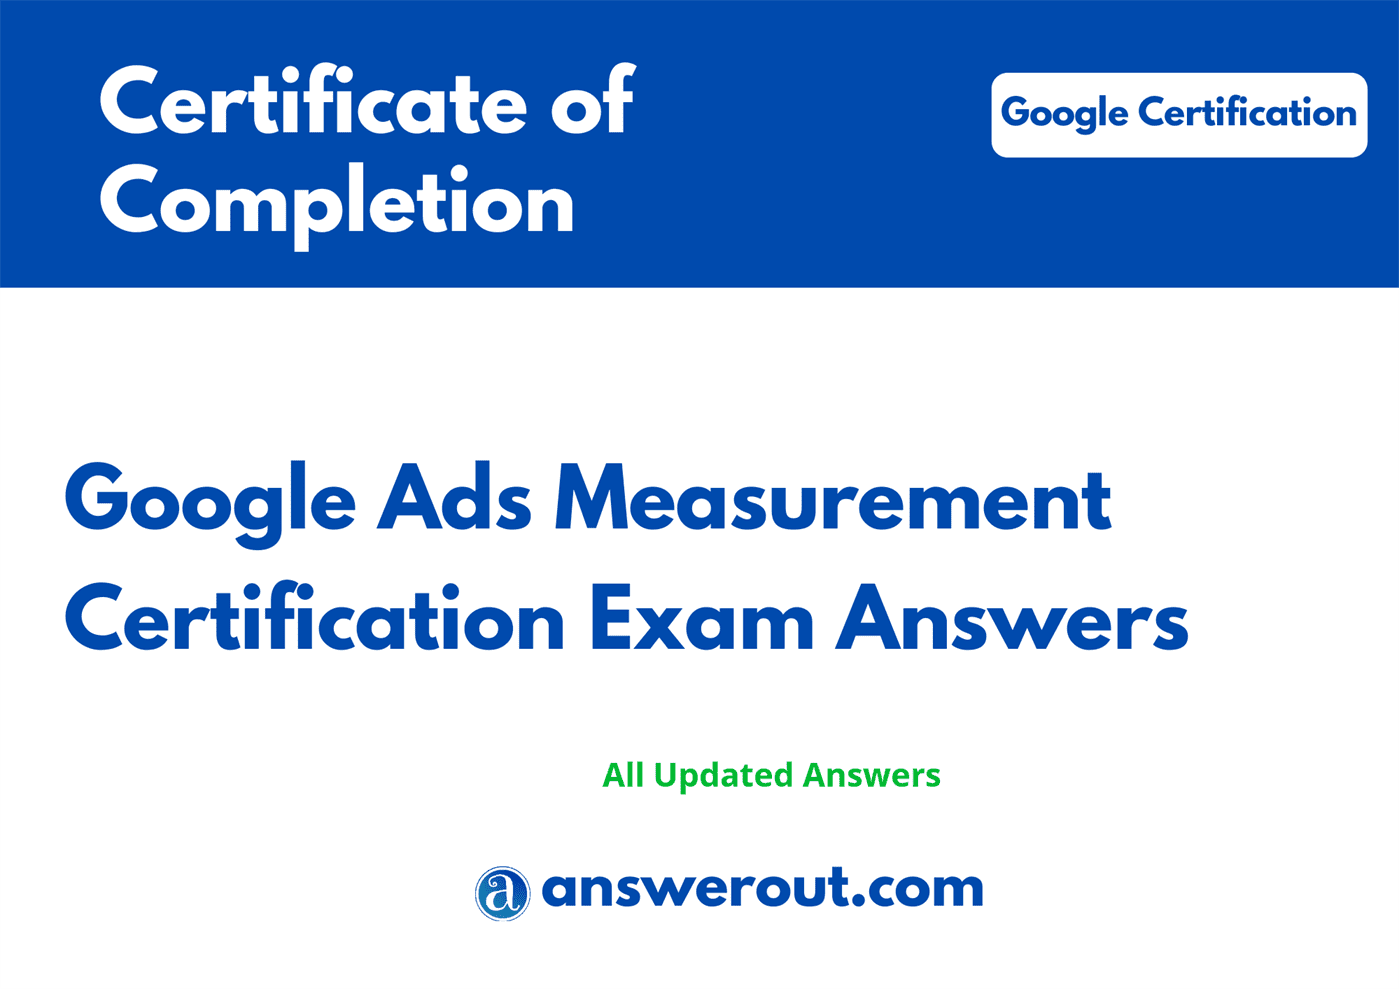 Certificate of
Completion
Google Certification
Google Ads Measurement
Certification Exam Answers
All Updated Answers
a answerout.com